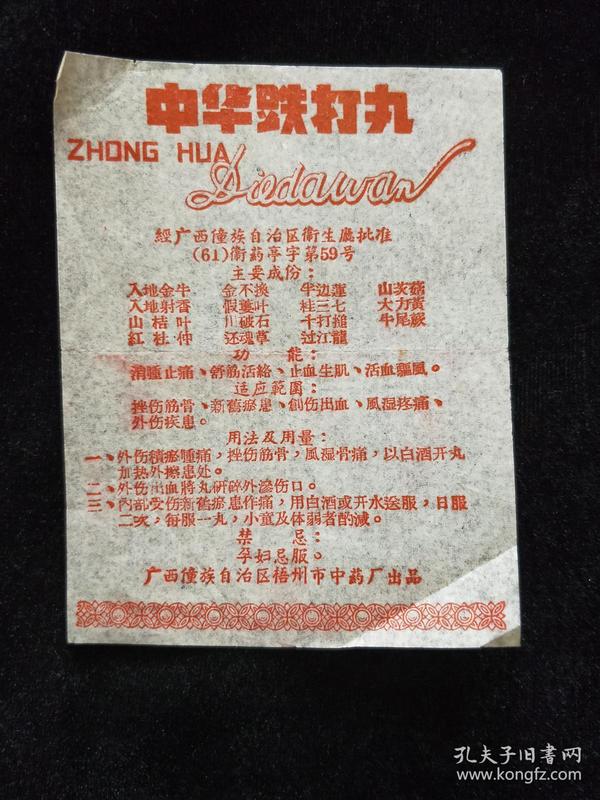 中华跌打丸
ZHONG HUA
Diedawan
經广西僮族自治区衛生廳批准
(61)衛药亭字第59号
主要成份：
入地金牛 金不换 半边蓮 山茨菇
入地射香 假蔞叶 桂三七 大力黄
山桔叶 川破石 千打搥 牛尾蕨
紅杜仲 还魂草 过江龍
功能：
消腫止痛、舒筋活絡、止血生肌、活血驅風。
适应範圍：
挫伤筋骨、新舊瘀患、創伤出血、風湿疼痛、
外伤疾患。
用法及用量：
一、外伤積瘀腫痛，挫伤筋骨，風湿骨痛，以白酒开丸
加热外擦患处。
二、外伤出血將丸研碎外滲伤口。
三、內部受伤新舊瘀患作痛，用白酒或开水送服，日服
二次，每服一丸，小童及体弱者酌減。
禁忌：
孕妇忌服。
广西僮族自治区梧州市中药厂出品
孔夫子旧書网
www.kongfz.com